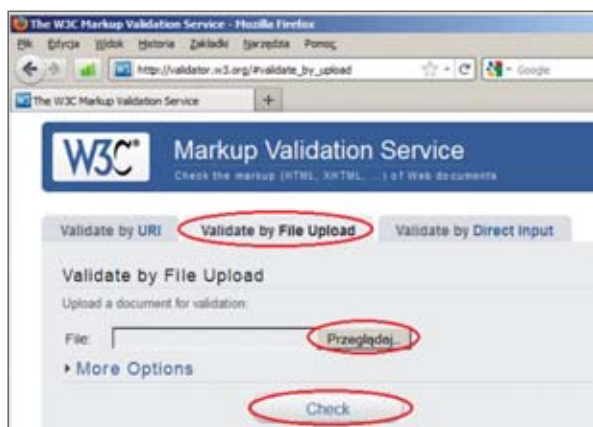 The W3C Markup Validation Service - Mozilla Firefox
Plik Edycja Widok Historia Zakładki Narzędzia Pomoc
http://validator.w3.org/#validate_by_upload Google
The W3C Markup Validation Service +
W3C® Markup Validation Service
Check the markup (HTML, XHTML, ...) of Web documents
Validate by URI Validate by File Upload Validate by Direct Input
Validate by File Upload
Upload a document for validation:
File: Przeglądaj...
More Options
Check